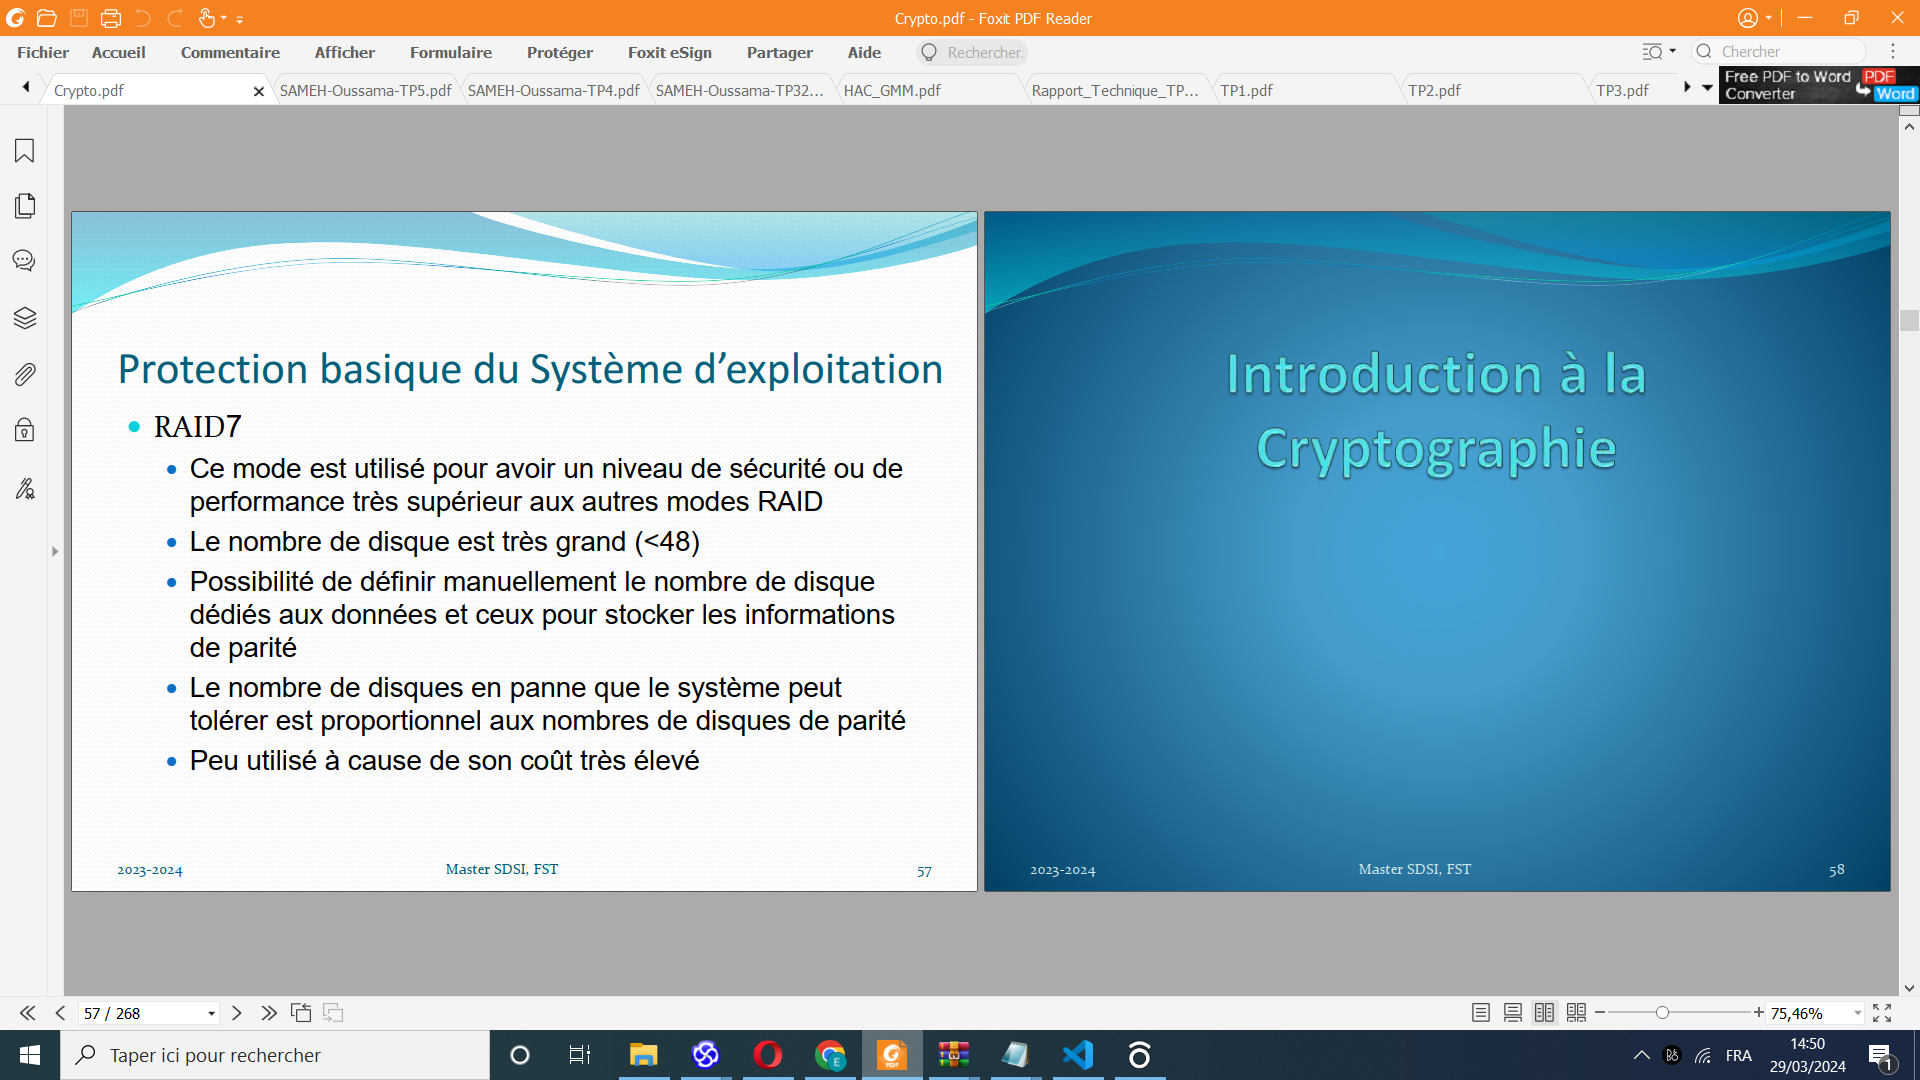 Crypto.pdf - Foxit PDF Reader
Fichier Accueil Commentaire Afficher Formulaire Protéger Foxit eSign Partager Aide Rechercher Chercher
Crypto.pdf SAMEH-Oussama-TP5.pdf SAMEH-Oussama-TP4.pdf SAMEH-Oussama-TP32... HAC_GMM.pdf Rapport_Technique_TP... TP1.pdf TP2.pdf TP3.pdf
Free PDF to Word PDF
Converter Word
Protection basique du Système d’exploitation
RAID7
Ce mode est utilisé pour avoir un niveau de sécurité ou de
performance très supérieur aux autres modes RAID
Le nombre de disque est très grand (<48)
Possibilité de définir manuellement le nombre de disque
dédiés aux données et ceux pour stocker les informations
de parité
Le nombre de disques en panne que le système peut
tolérer est proportionnel aux nombres de disques de parité
Peu utilisé à cause de son coût très élevé
2023-2024 Master SDSI, FST 57
Introduction à la
Cryptographie
2023-2024 Master SDSI, FST 58
57 / 268 75,46%
Taper ici pour rechercher
E
PDF
FRA
14:50
29/03/2024
1